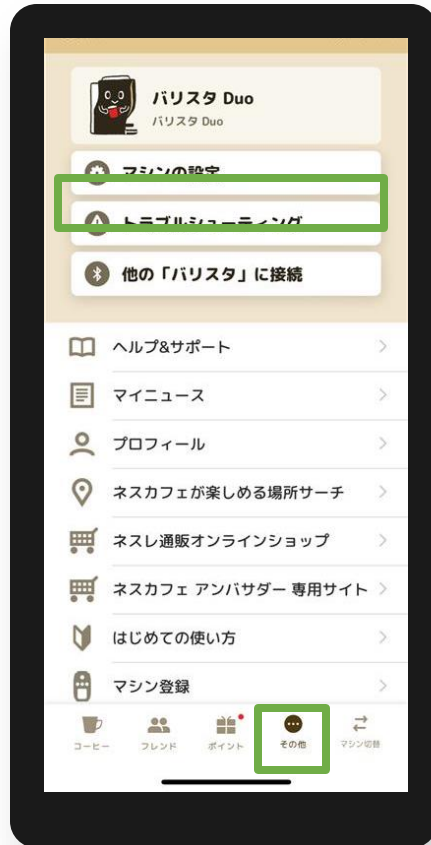 バリスタ Duo
バリスタ Duo
マシンの設定
トラブルシューティング
他の「バリスタ」に接続
ヘルプ&サポート
マイニュース
プロフィール
ネスカフェが楽しめる場所サーチ
ネスレ通販オンラインショップ
ネスカフェ アンバサダー 専用サイト
はじめての使い方
マシン登録
コーヒー フレンド ポイント その他 マシン切替